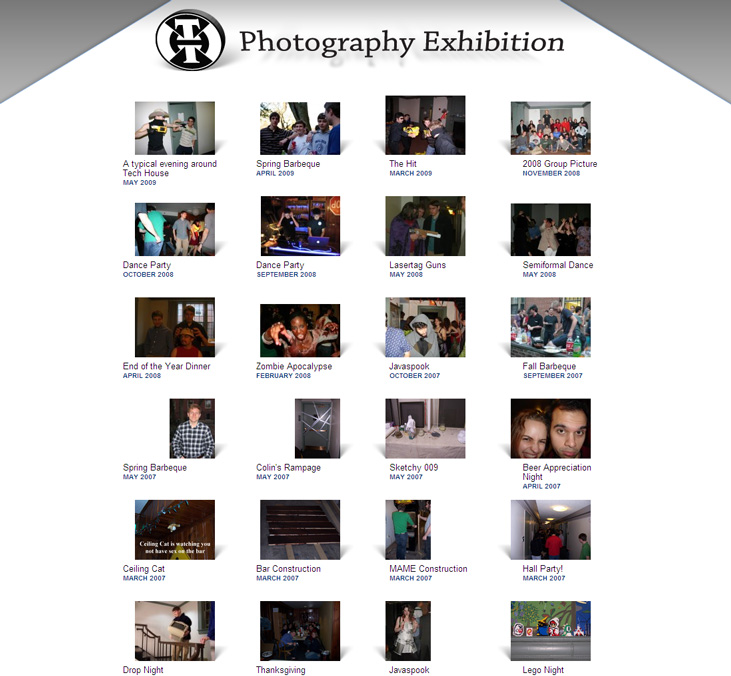 Photography Exhibition
A typical evening around
Tech House
MAY 2009
Spring Barbeque
APRIL 2009
The Hit
MARCH 2009
2008 Group Picture
NOVEMBER 2008
Dance Party
OCTOBER 2008
Dance Party
SEPTEMBER 2008
Lasertag Guns
MAY 2008
Semiformal Dance
MAY 2008
End of the Year Dinner
APRIL 2008
Zombie Apocalypse
FEBRUARY 2008
Javaspook
OCTOBER 2007
Fall Barbeque
SEPTEMBER 2007
Spring Barbeque
MAY 2007
Colin's Rampage
MAY 2007
Sketchy 009
MAY 2007
Beer Appreciation
Night
APRIL 2007
Ceiling Cat is watching you
not have sex on the bar
Ceiling Cat
MARCH 2007
Bar Construction
MARCH 2007
MAME Construction
MARCH 2007
Hall Party!
MARCH 2007
Drop Night
Thanksgiving
Javaspook
Lego Night